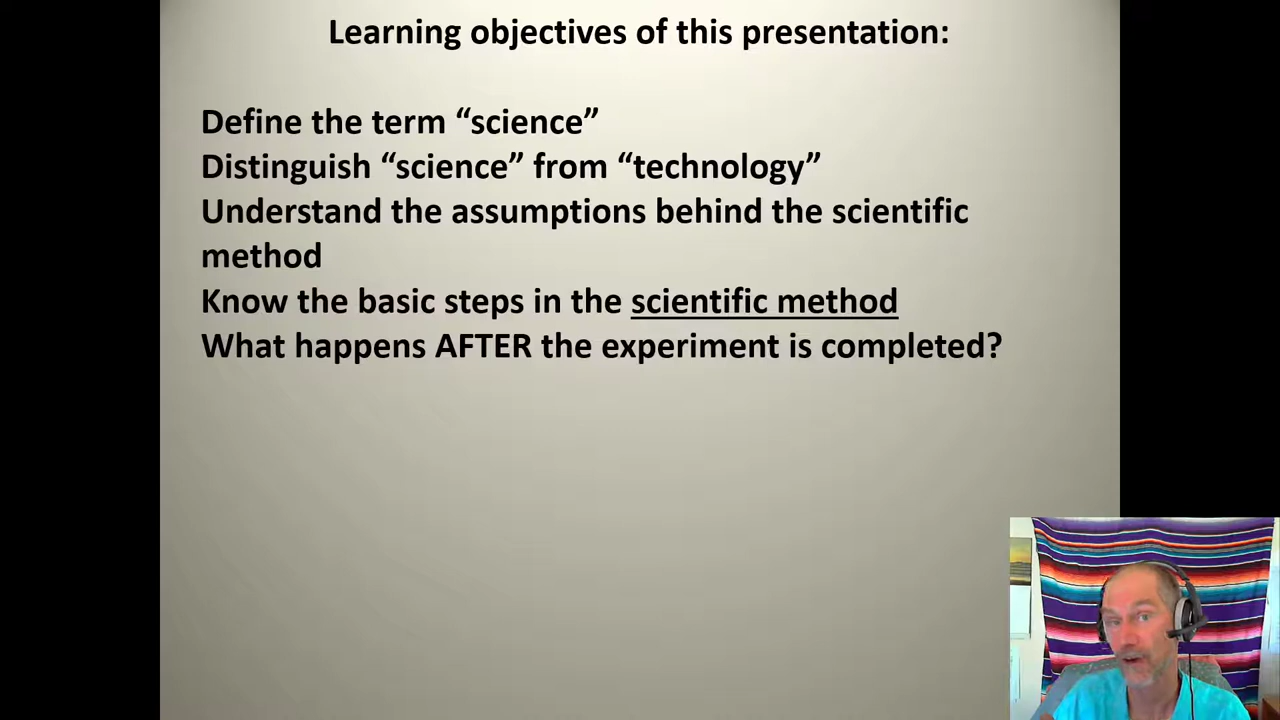 Learning objectives of this presentation:
Define the term “science”
Distinguish “science” from “technology”
Understand the assumptions behind the scientific
method
Know the basic steps in the scientific method
What happens AFTER the experiment is completed?